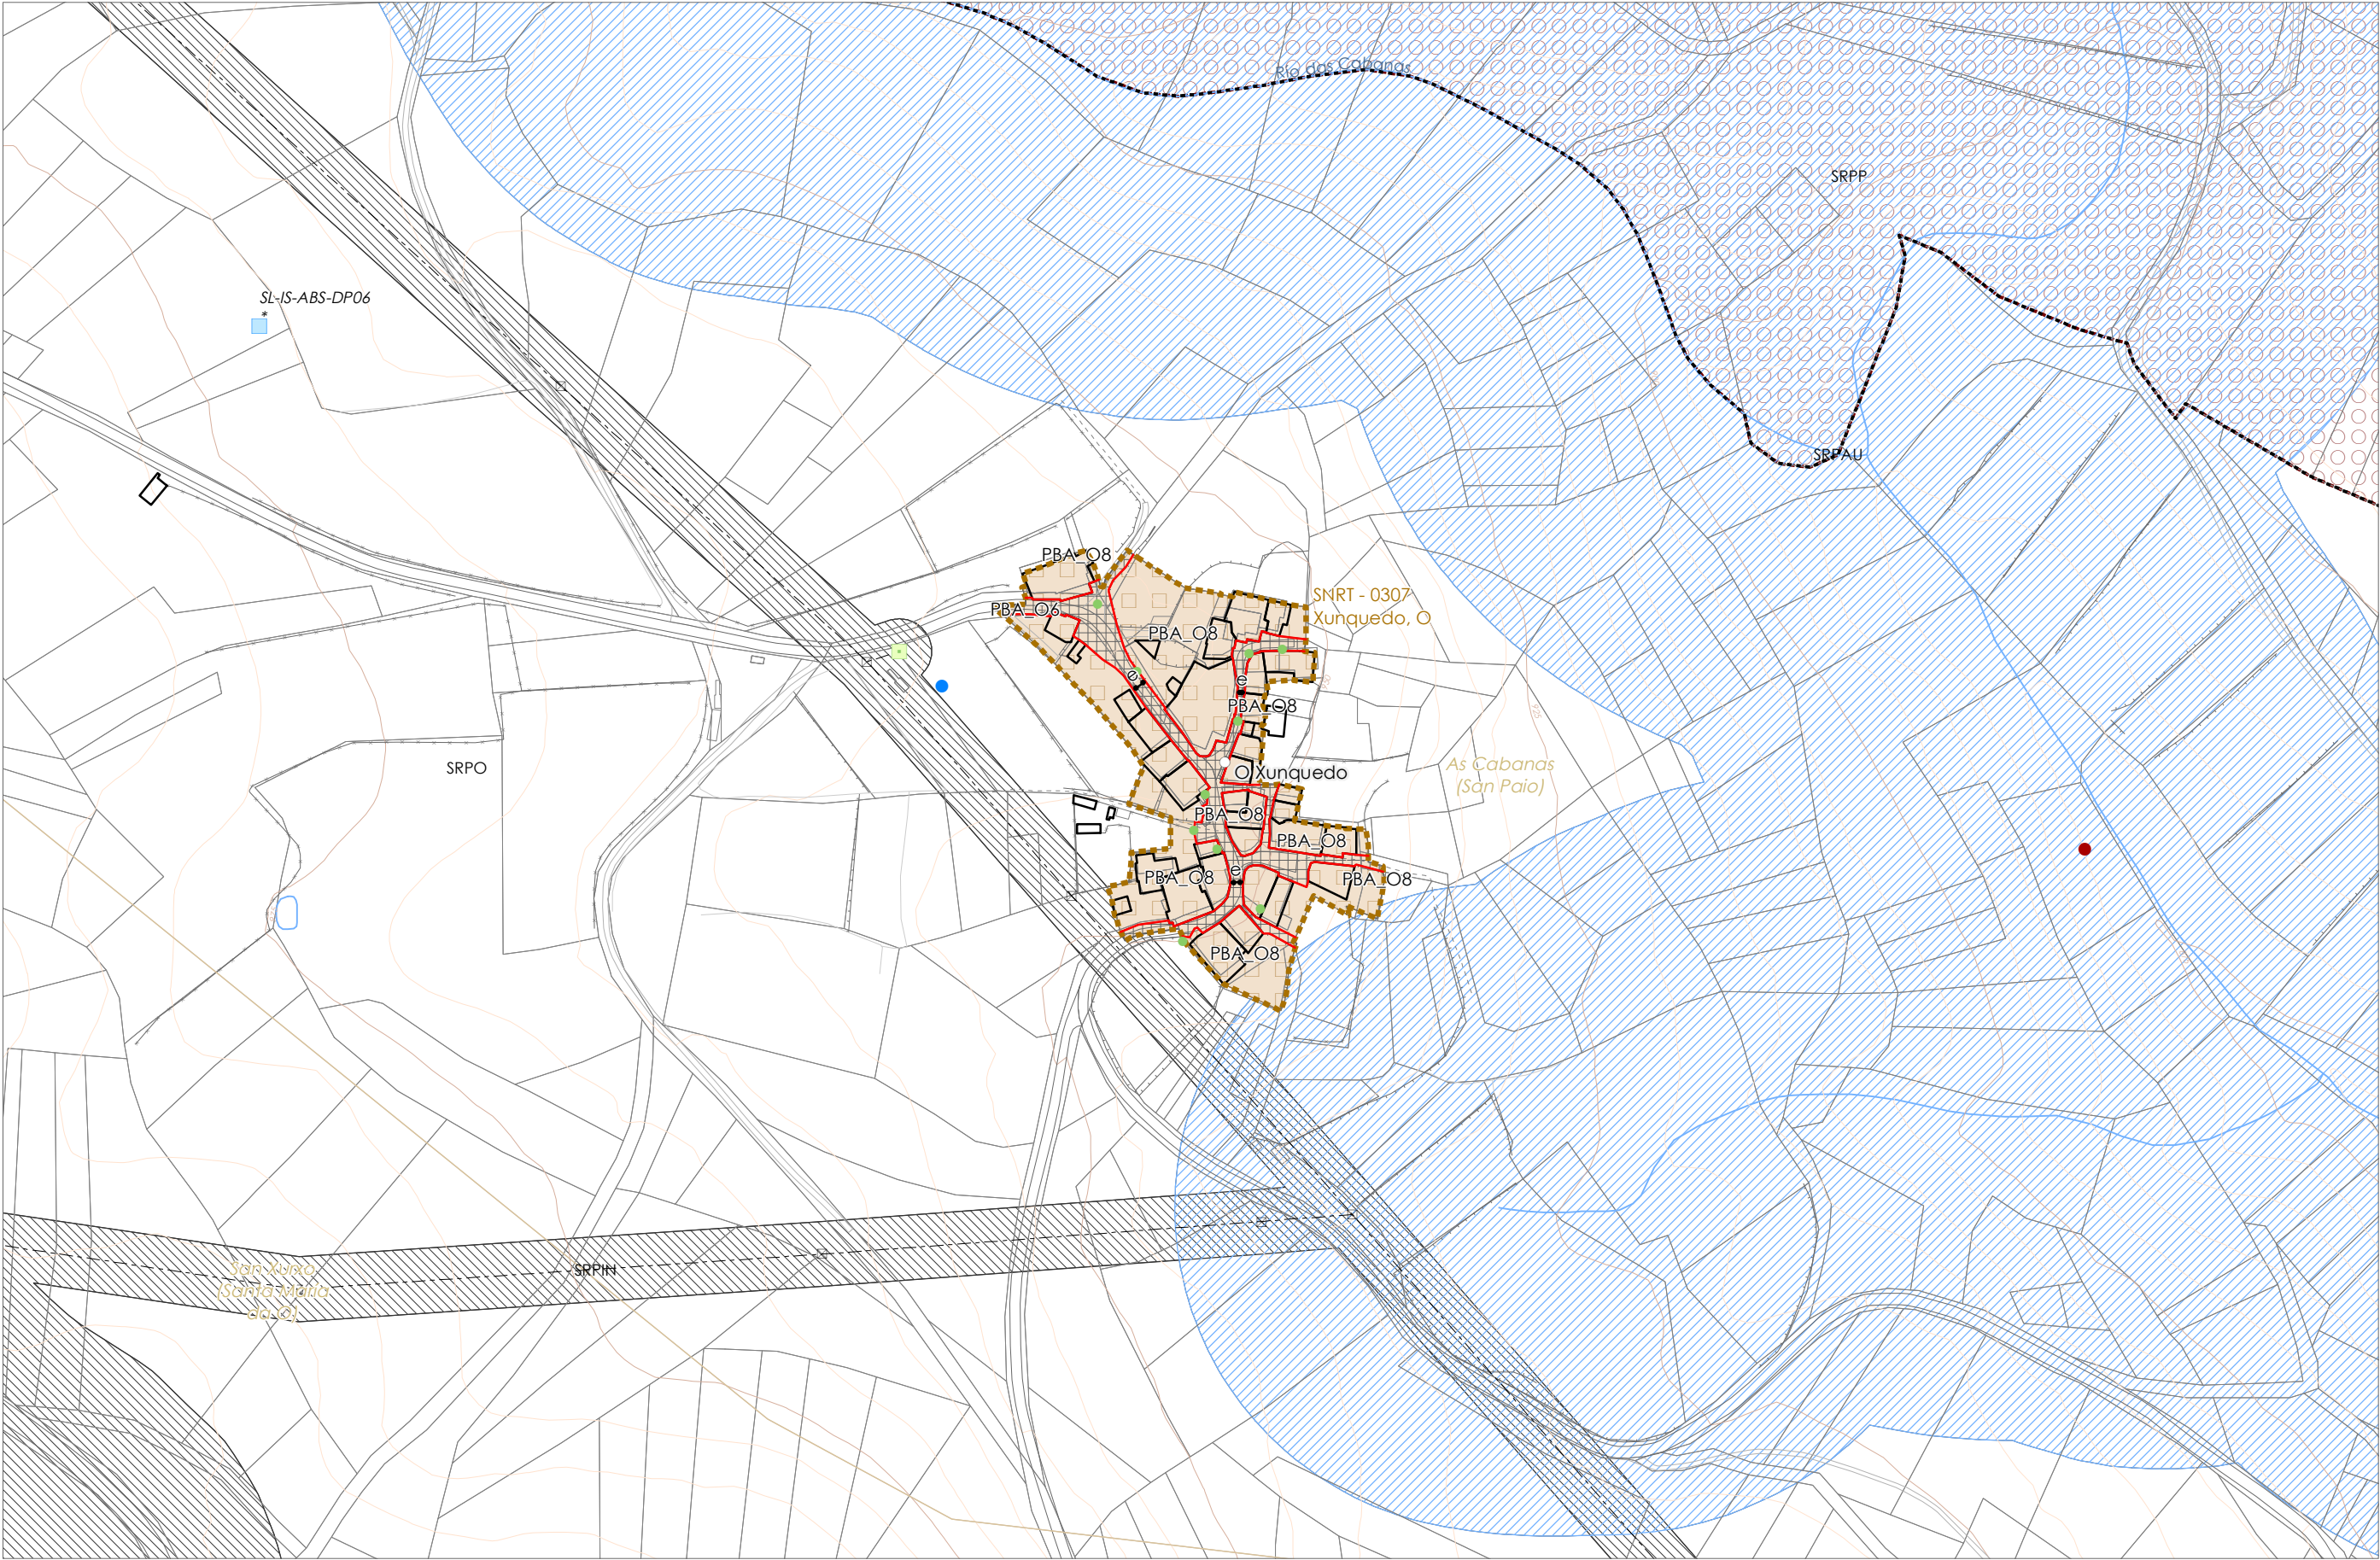 Río das Cabanas
SRPP
SL-IS-ABS-DP06
*
SRPAU
PBA_O8
SNRT - 0307
Xunquedo, O
PBA_O6
PBA_O8
e
e
PBA_O8
SRPO
O Xunquedo
As Cabanas
(San Paio)
PBA_O8
PBA_O8
e
PBA_O8
PBA_O8
PBA_O8
SRPIN
San Xurxo
(Santa María
da O)